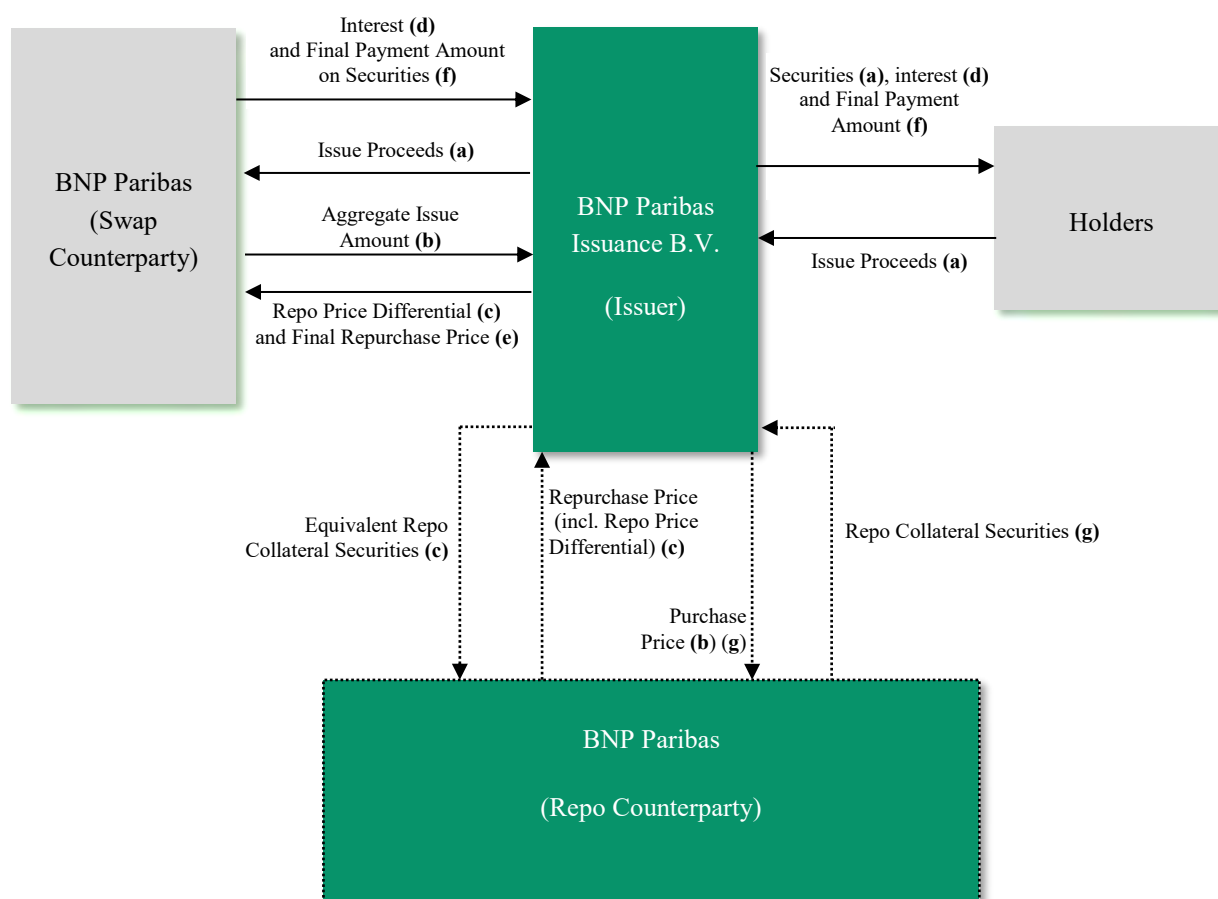 Interest (d)
and Final Payment Amount
on Securities (f)
Securities (a), interest (d)
and Final Payment
Amount (f)
Issue Proceeds (a)
BNP Paribas
(Swap
Counterparty)
BNP Paribas
Issuance B.V.
(Issuer)
Holders
Aggregate Issue
Amount (b)
Issue Proceeds (a)
Repo Price Differential (c)
and Final Repurchase Price (e)
Equivalent Repo
Collateral Securities (c)
Repurchase Price
(incl. Repo Price
Differential) (c)
Repo Collateral Securities (g)
Purchase
Price (b) (g)
BNP Paribas
(Repo Counterparty)